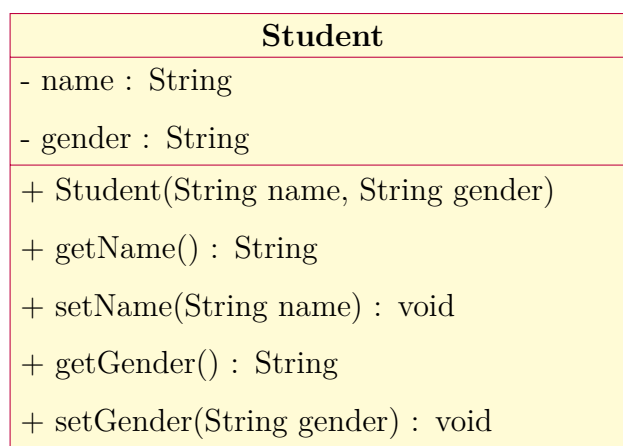 Student
- name : String
- gender : String
+ Student(String name, String gender)
+ getName() : String
+ setName(String name) : void
+ getGender() : String
+ setGender(String gender) : void